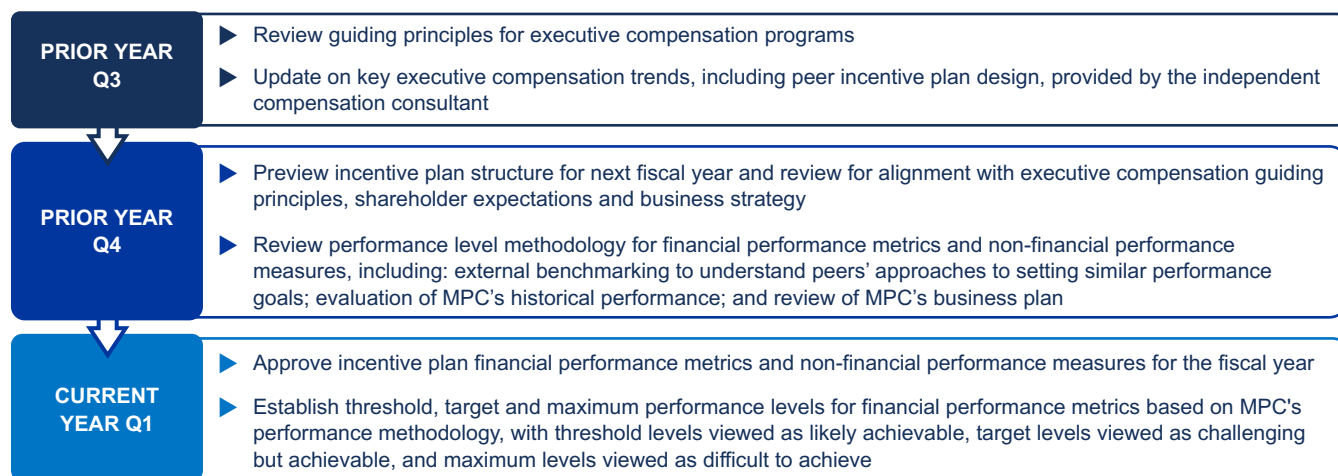 PRIOR YEAR
Q3
Review guiding principles for executive compensation programs
Update on key executive compensation trends, including peer incentive plan design, provided by the independent
compensation consultant
PRIOR YEAR
Q4
Preview incentive plan structure for next fiscal year and review for alignment with executive compensation guiding
principles, shareholder expectations and business strategy
Review performance level methodology for financial performance metrics and non-financial performance
measures, including: external benchmarking to understand peers’ approaches to setting similar performance
goals; evaluation of MPC’s historical performance; and review of MPC’s business plan
CURRENT
YEAR Q1
Approve incentive plan financial performance metrics and non-financial performance measures for the fiscal year
Establish threshold, target and maximum performance levels for financial performance metrics based on MPC's
performance methodology, with threshold levels viewed as likely achievable, target levels viewed as challenging
but achievable, and maximum levels viewed as difficult to achieve